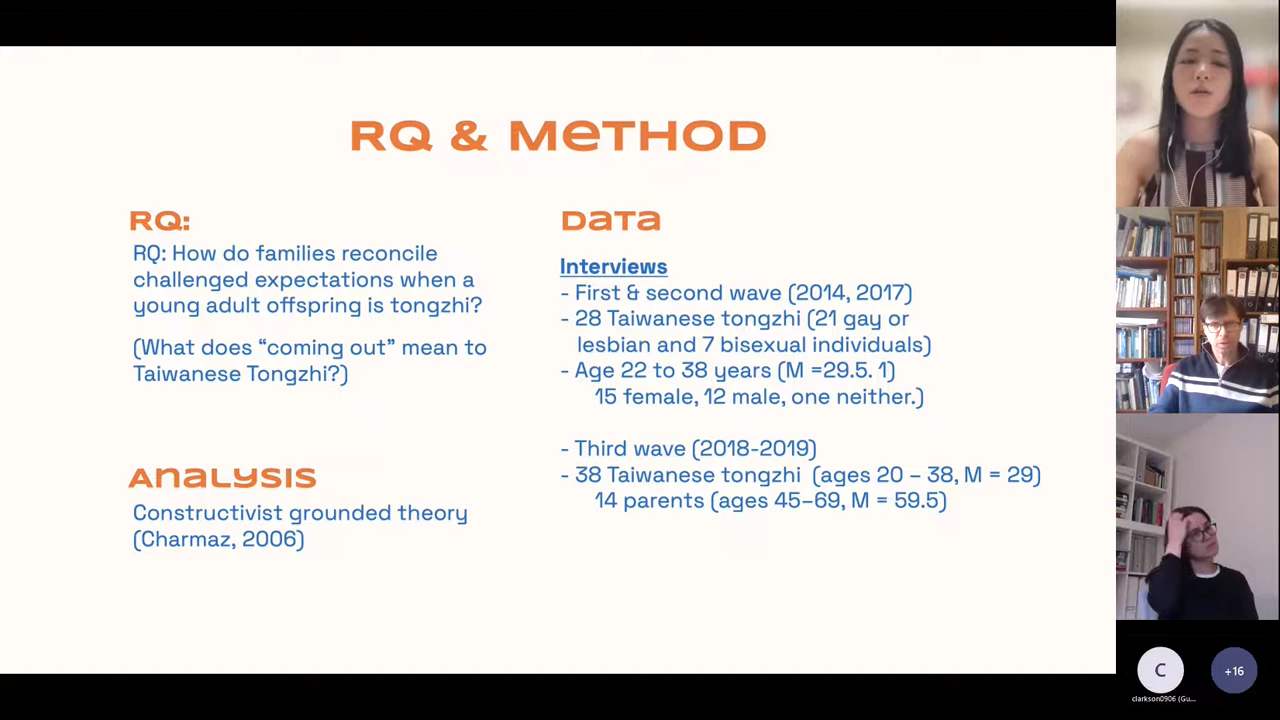 RQ & METHOD
RQ:
RQ: How do families reconcile
challenged expectations when a
young adult offspring is tongzhi?
(What does “coming out” mean to
Taiwanese Tongzhi?)
Analysis
Constructivist grounded theory
(Charmaz, 2006)
Data
Interviews
- First & second wave (2014, 2017)
- 28 Taiwanese tongzhi (21 gay or
lesbian and 7 bisexual individuals)
- Age 22 to 38 years (M =29.5. 1)
15 female, 12 male, one neither.)
- Third wave (2018-2019)
- 38 Taiwanese tongzhi (ages 20 – 38, M = 29)
14 parents (ages 45–69, M = 59.5)
C
+16
clarkson0906 (Gu...